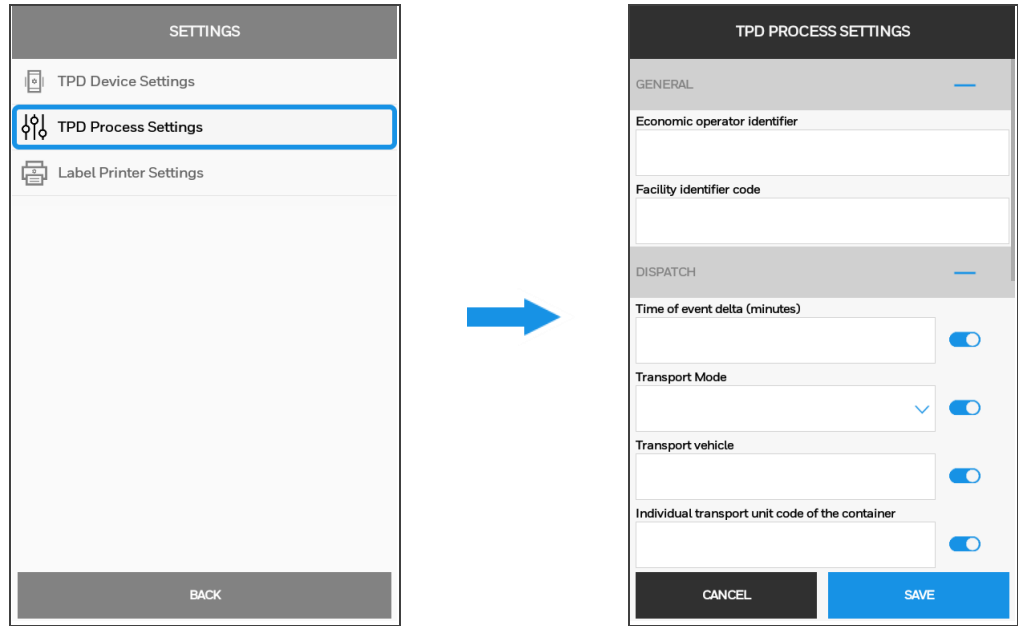 SETTINGS
TPD Device Settings
TPD Process Settings
Label Printer Settings
BACK
TPD PROCESS SETTINGS
GENERAL
Economic operator identifier
Facility identifier code
DISPATCH
Time of event delta (minutes)
Transport Mode
Transport vehicle
Individual transport unit code of the container
CANCEL
SAVE